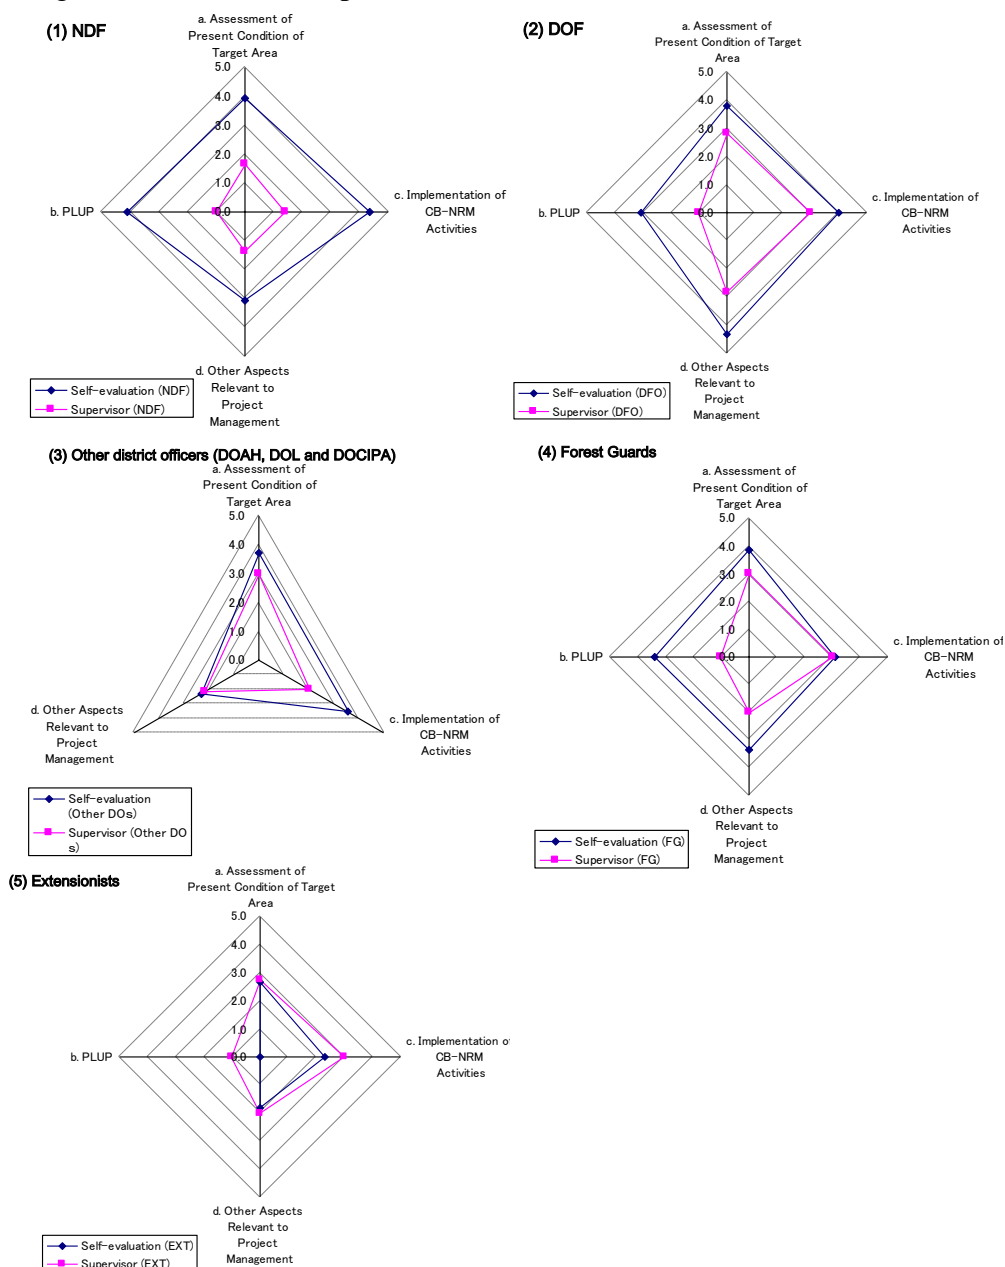 (1) NDF
a. Assessment of
Present Condition of
Target Area
5.0
4.0
3.0
2.0
1.0
0.0
b. PLUP
c. Implementation of
CB-NRM
Activities
d. Other Aspects
Relevant to
Project
Management
Self-evaluation (NDF)
Supervisor (NDF)
(2) DOF
a. Assessment of
Present Condition of Target
Area
5.0
4.0
3.0
2.0
1.0
0.0
b. PLUP
c. Implementation of
CB-NRM
Activities
d. Other Aspects
Relevant to
Project
Management
Self-evaluation (DFO)
Supervisor (DFO)
(3) Other district officers (DOAH, DOL and DOCIPA)
a. Assessment of
Present Condition of
Target Area
5.0
4.0
3.0
2.0
1.0
0.0
d. Other Aspects
Relevant to
Project
Management
c. Implementation of
CB-NRM
Activities
Self-evaluation
(Other DOs)
Supervisor (Other DO
s)
(4) Forest Guards
a. Assessment of
Present Condition of
Target Area
5.0
4.0
3.0
2.0
1.0
0.0
b. PLUP
c. Implementation of
CB-NRM
Activities
d. Other Aspects
Relevant to
Project
Management
Self-evaluation (FG)
Supervisor (FG)
(5) Extensionists
a. Assessment of
Present Condition of Target
Area
5.0
4.0
3.0
2.0
1.0
0.0
b. PLUP
c. Implementation of
CB-NRM
Activities
d. Other Aspects
Relevant to
Project
Management
Self-evaluation (EXT)
Supervisor (EXT)